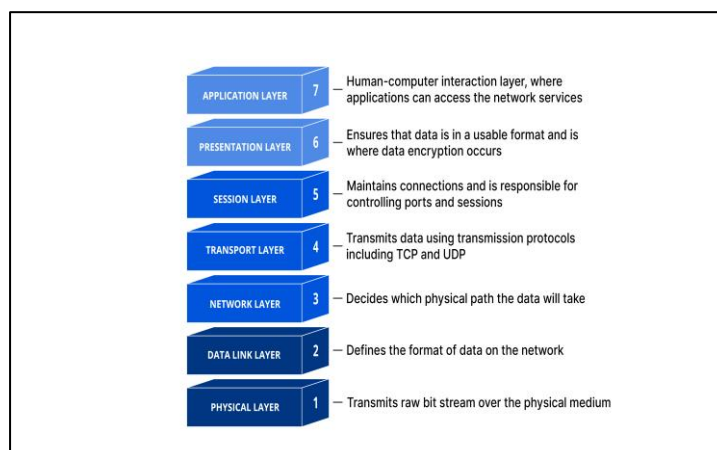 APPLICATION LAYER 7
Human-computer interaction layer, where
applications can access the network services
PRESENTATION LAYER 6
Ensures that data is in a usable format and is
where data encryption occurs
SESSION LAYER 5
Maintains connections and is responsible for
controlling ports and sessions
TRANSPORT LAYER 4
Transmits data using transmission protocols
including TCP and UDP
NETWORK LAYER 3
Decides which physical path the data will take
DATA LINK LAYER 2
Defines the format of data on the network
PHYSICAL LAYER 1
Transmits raw bit stream over the physical medium